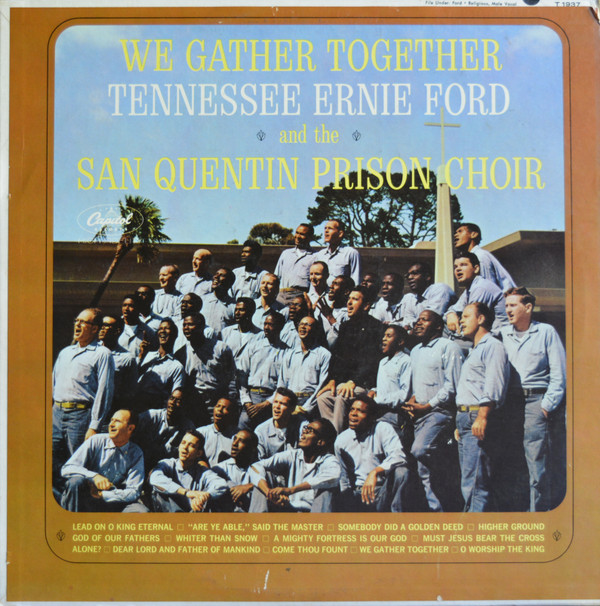 File Under: Ford • Religious, Male Vocal
T 1937
WE GATHER TOGETHER
TENNESSEE ERNIE FORD
and the
SAN QUENTIN PRISON CHOIR
Capitol
LEAD ON O KING ETERNAL □ "ARE YE ABLE," SAID THE MASTER □ SOMEBODY DID A GOLDEN DEED □ HIGHER GROUND
GOD OF OUR FATHERS □ WHITER THAN SNOW □ A MIGHTY FORTRESS IS OUR GOD □ MUST JESUS BEAR THE CROSS
ALONE? □ DEAR LORD AND FATHER OF MANKIND □ COME THOU FOUNT □ WE GATHER TOGETHER □ O WORSHIP THE KING